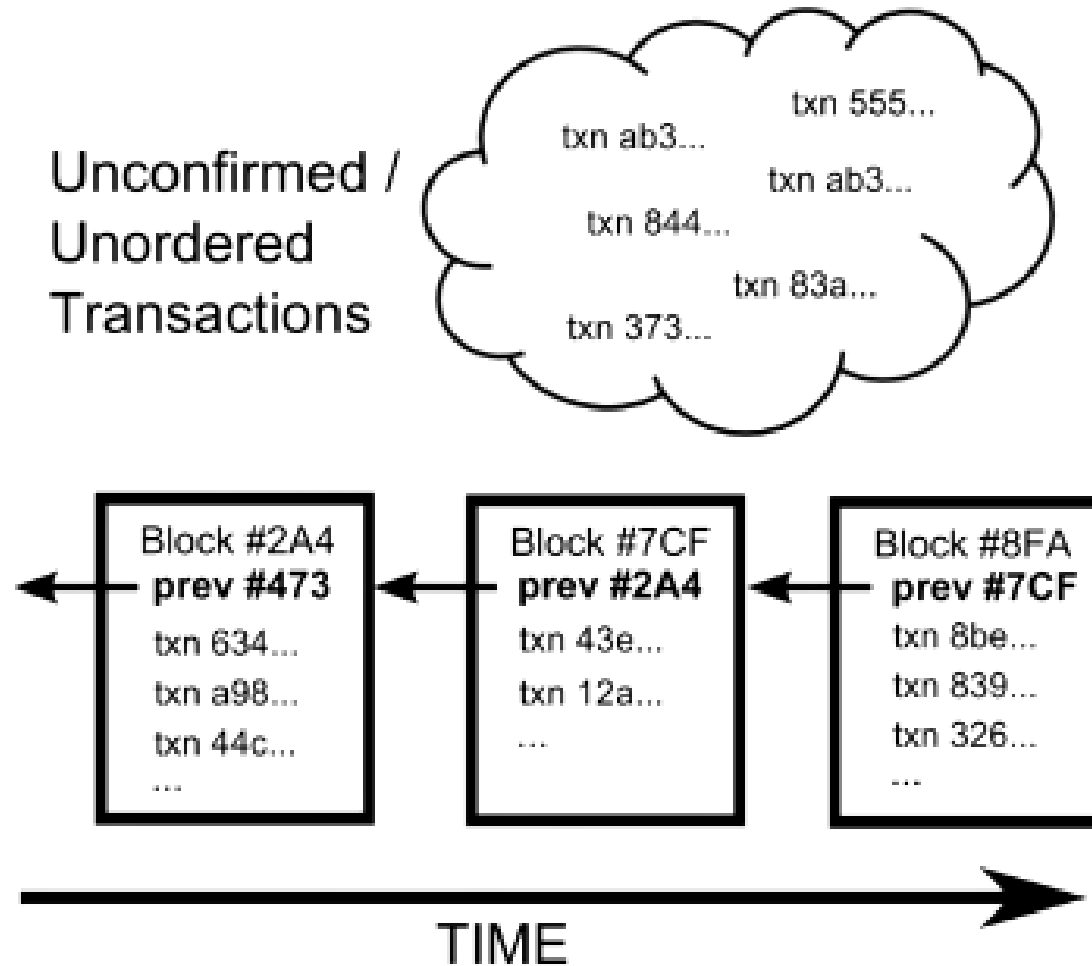 Unconfirmed /
Unordered
Transactions
txn 555...
txn ab3...
txn ab3...
txn 844...
txn 83a...
txn 373...
Block #2A4
prev #473
txn 634...
txn a98...
txn 44c...
...
Block #7CF
prev #2A4
txn 43e...
txn 12a...
...
Block #8FA
prev #7CF
txn 8be...
txn 839...
txn 326...
...
TIME